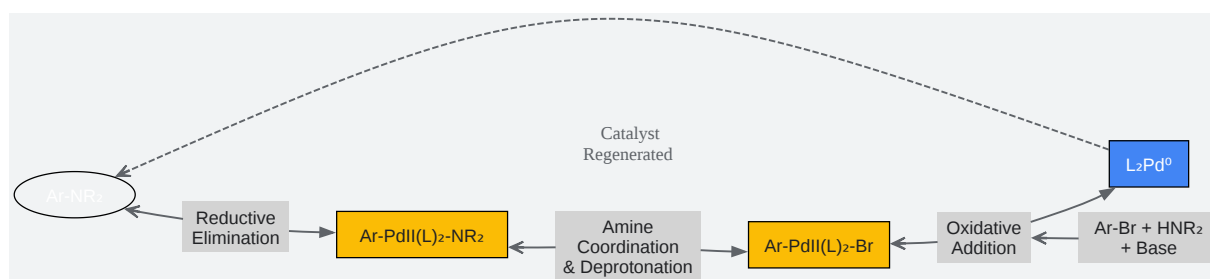 Catalyst
Regenerated
L₂Pd⁰
Ar-NR₂
Reductive
Elimination
Ar-PdII(L)₂-NR₂
Amine
Coordination
& Deprotonation
Ar-PdII(L)₂-Br
Oxidative
Addition
Ar-Br + HNR₂
+ Base